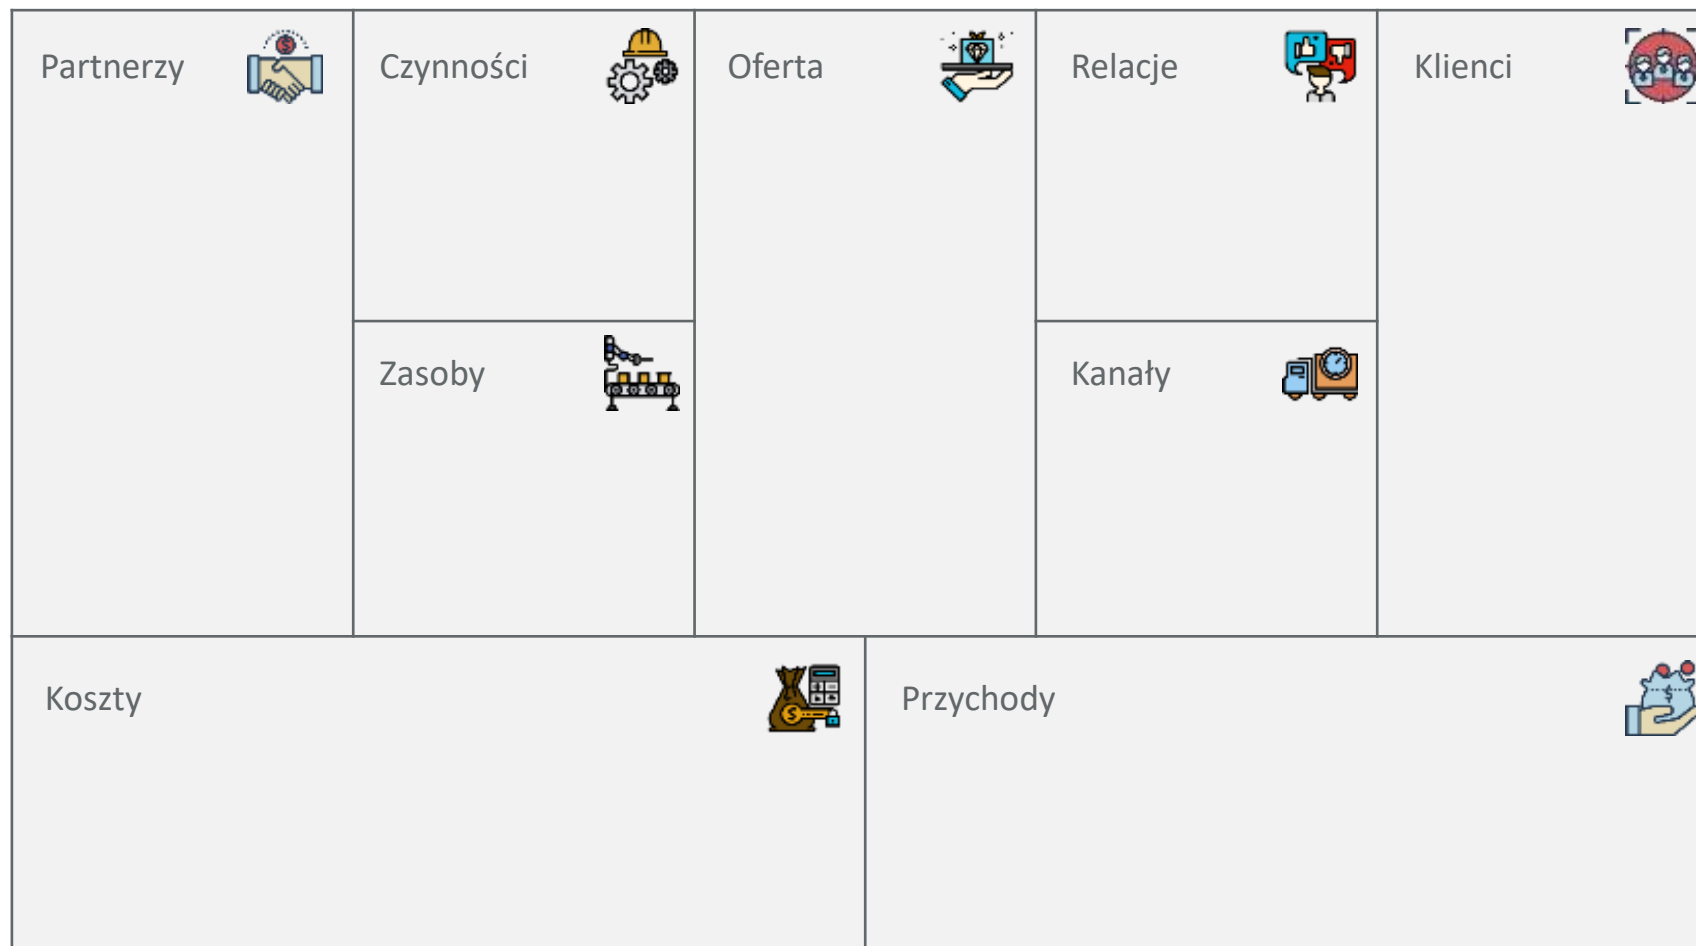 Partnerzy
Czynności
Oferta
Relacje
Klienci
Zasoby
Kanały
Koszty
Przychody